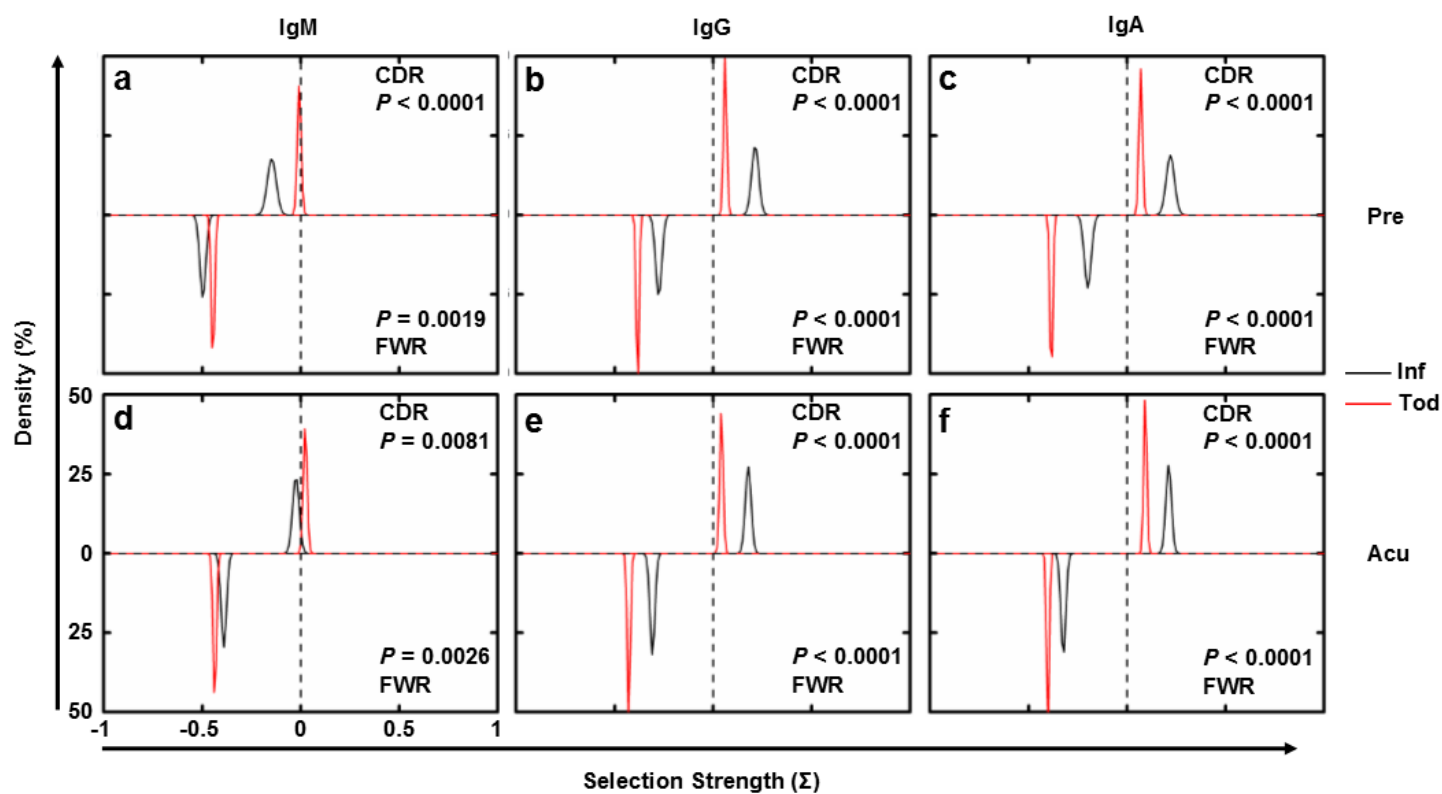 IgM
IgG
IgA
a
CDR
P < 0.0001
P = 0.0019
FWR
b
CDR
P < 0.0001
P < 0.0001
FWR
c
CDR
P < 0.0001
P < 0.0001
FWR
Pre
Density (%)
Inf
Tod
50
25
0
25
50
d
CDR
P = 0.0081
P = 0.0026
FWR
e
CDR
P < 0.0001
P < 0.0001
FWR
f
CDR
P < 0.0001
P < 0.0001
FWR
Acu
-1 -0.5 0 0.5 1
Selection Strength (Σ)